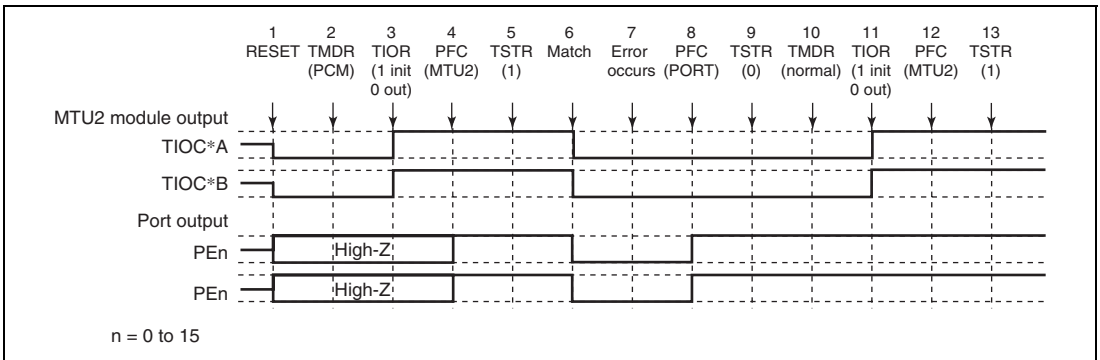 1 2 3 4 5 6 7 8 9 10 11 12 13
RESET TMDR TIOR PFC TSTR Match Error PFC TSTR TMDR TIOR PFC TSTR
(PCM) (1 init (MTU2) (1) occurs (PORT) (0) (normal) (1 init (MTU2) (1)
0 out) 0 out)
MTU2 module output
TIOC*A
TIOC*B
Port output
PEn High-Z
PEn High-Z
n = 0 to 15